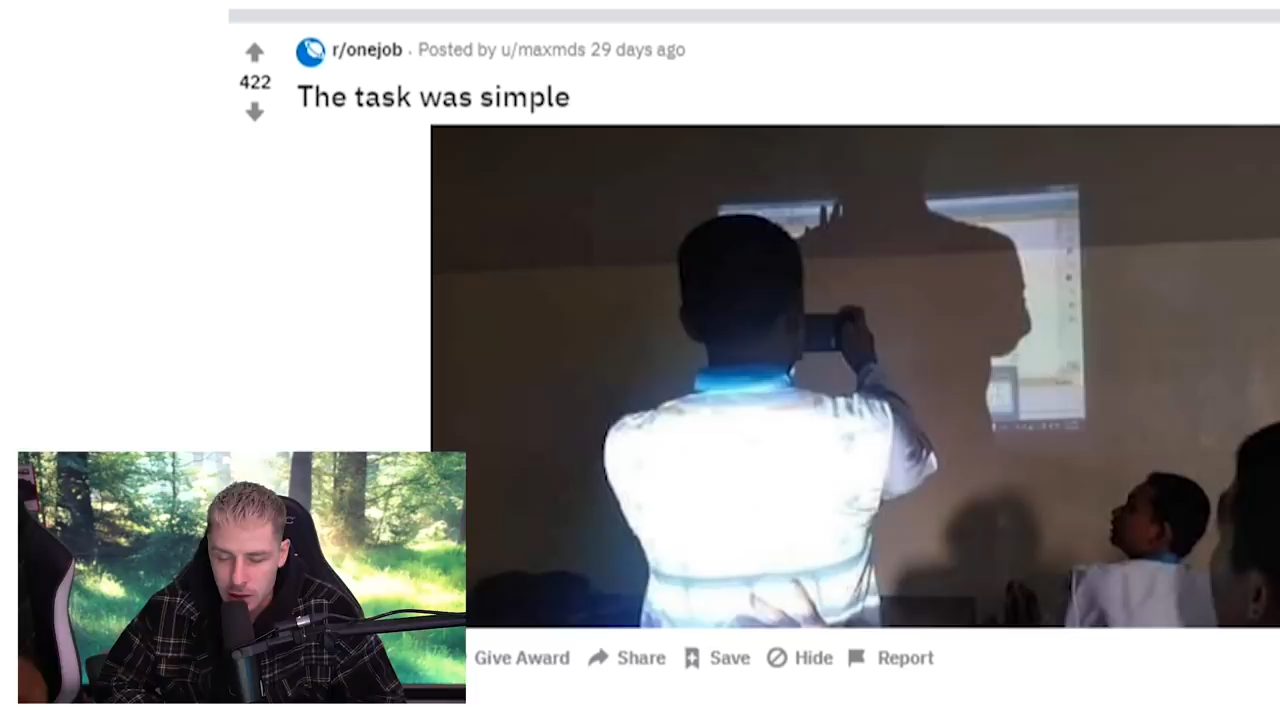 r/onejob · Posted by u/maxmds 29 days ago
422
The task was simple
Give Award Share Save Hide Report